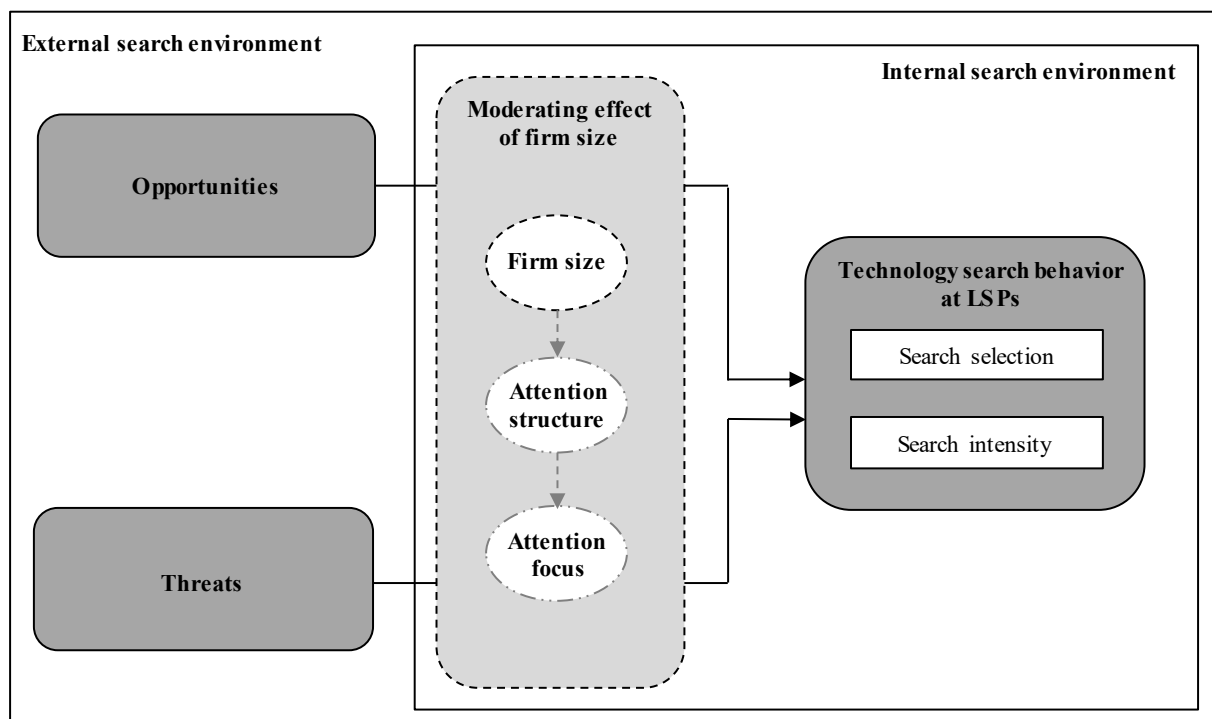 External search environment
Internal search environment
Moderating effect
of firm size
Opportunities
Firm size
Technology search behavior
at LSPs
Search selection
Attention
structure
Search intensity
Attention
focus
Threats